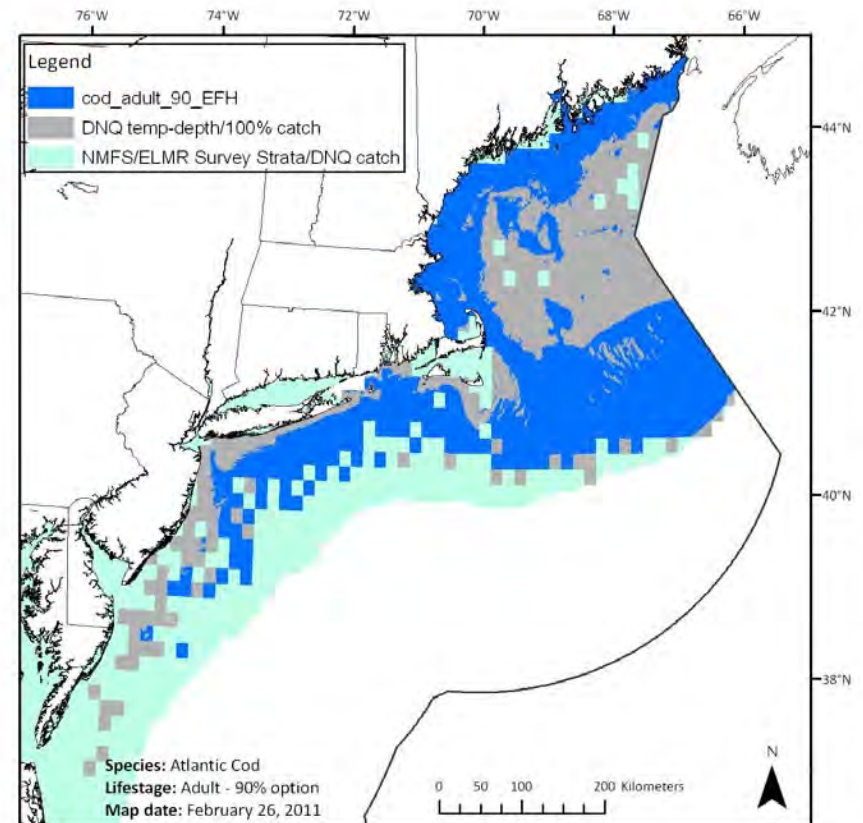 76°W 74°W 72°W 70°W 68°W 66°W
Legend
cod_adult_90_EFH
DNQ temp-depth/100% catch
NMFS/ELMR Survey Strata/DNQ catch
44°N
42°N
40°N
38°N
N
Species: Atlantic Cod
Lifestage: Adult - 90% option
Map date: February 26, 2011
0 50 100 200 Kilometers